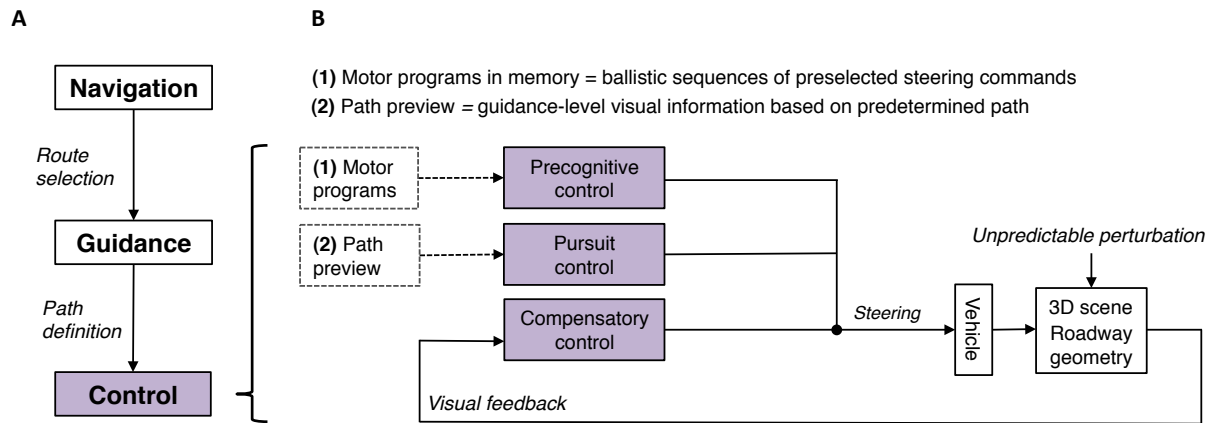 A
B
Navigation
Route
selection
Guidance
Path
definition
Control
(1) Motor programs in memory = ballistic sequences of preselected steering commands
(2) Path preview = guidance-level visual information based on predetermined path
(1) Motor
programs
Precognitive
control
(2) Path
preview
Pursuit
control
Compensatory
control
Steering
Vehicle
Unpredictable perturbation
3D scene
Roadway
geometry
Visual feedback